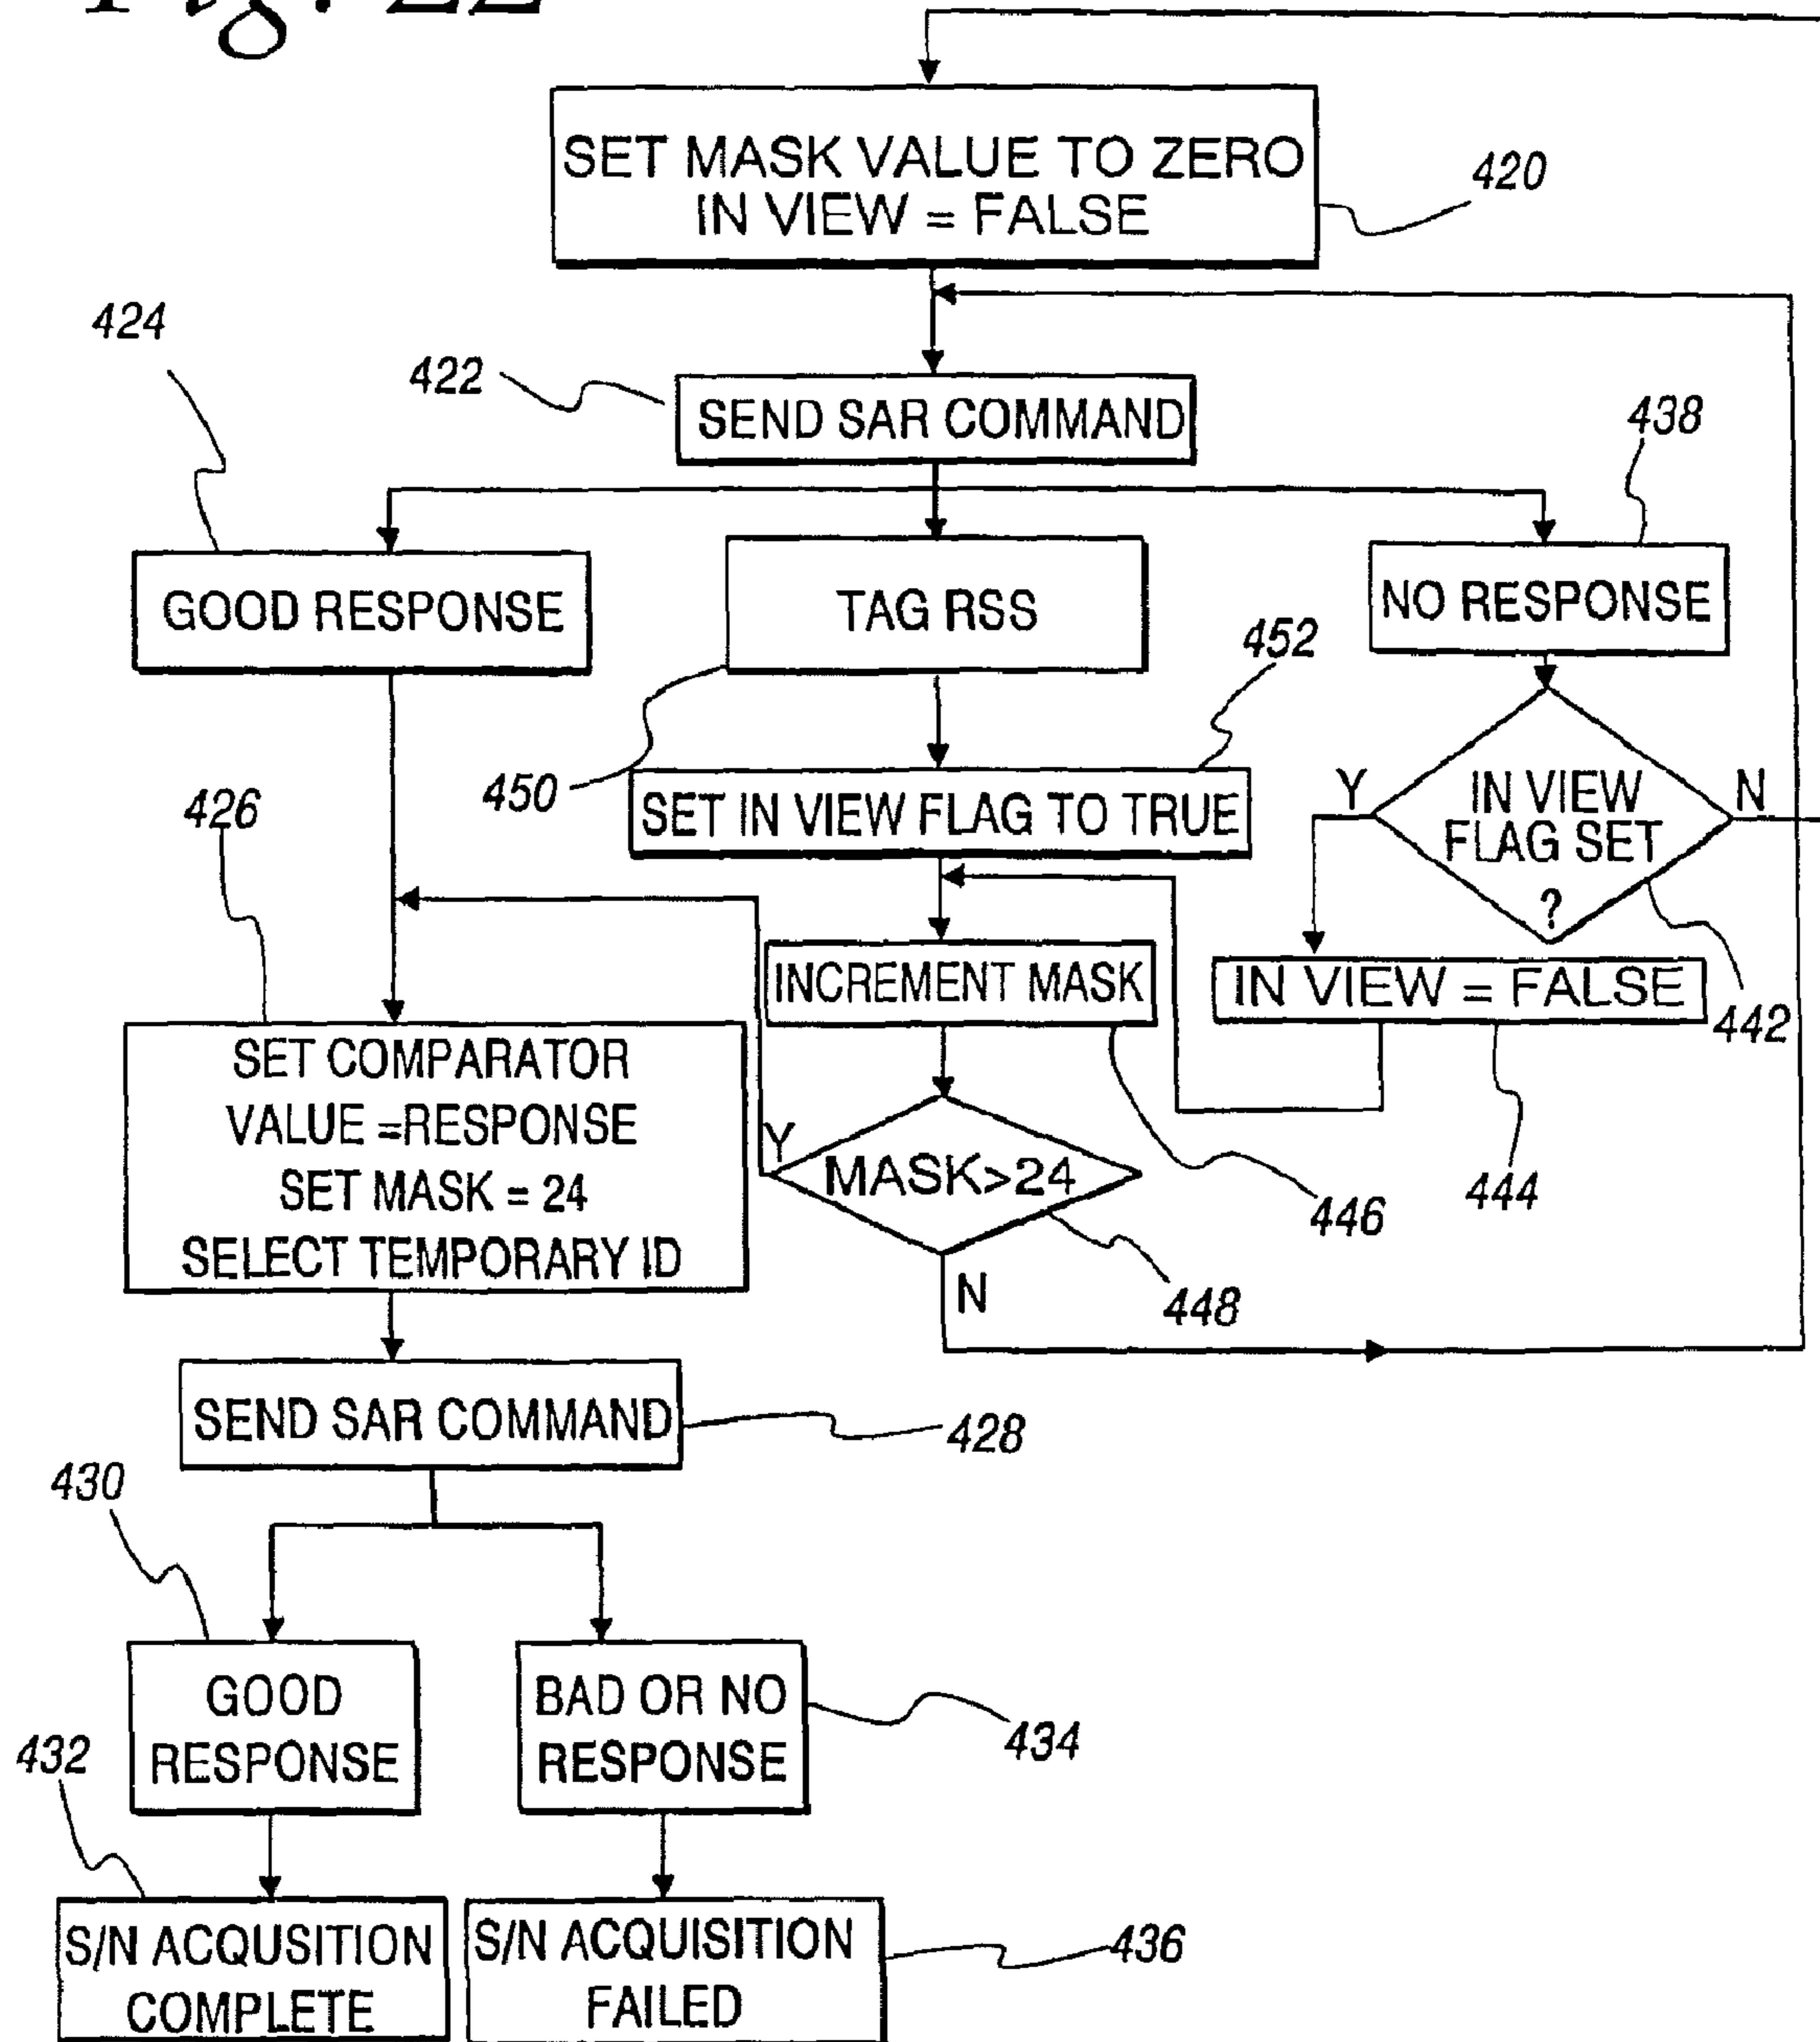 Fig. 22
SET MASK VALUE TO ZERO
IN VIEW = FALSE
420
424
422
SEND SAR COMMAND
438
GOOD RESPONSE
TAG RSS
NO RESPONSE
452
450
426
SET IN VIEW FLAG TO TRUE
Y
IN VIEW
FLAG SET
?
N
INCREMENT MASK
IN VIEW = FALSE
442
SET COMPARATOR
VALUE =RESPONSE
SET MASK = 24
SELECT TEMPORARY ID
Y
MASK>24
446
444
N
448
SEND SAR COMMAND
428
430
GOOD
RESPONSE
BAD OR NO
RESPONSE
434
432
S/N ACQUSITION
COMPLETE
S/N ACQUISITION
FAILED
436